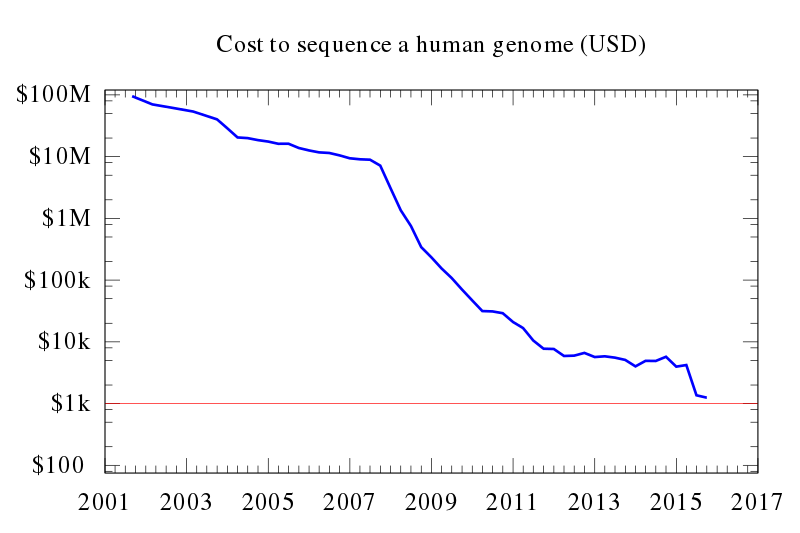 Cost to sequence a human genome (USD)
$100M
$10M
$1M
$100k
$10k
$1k
$100
2001 2003 2005 2007 2009 2011 2013 2015 2017